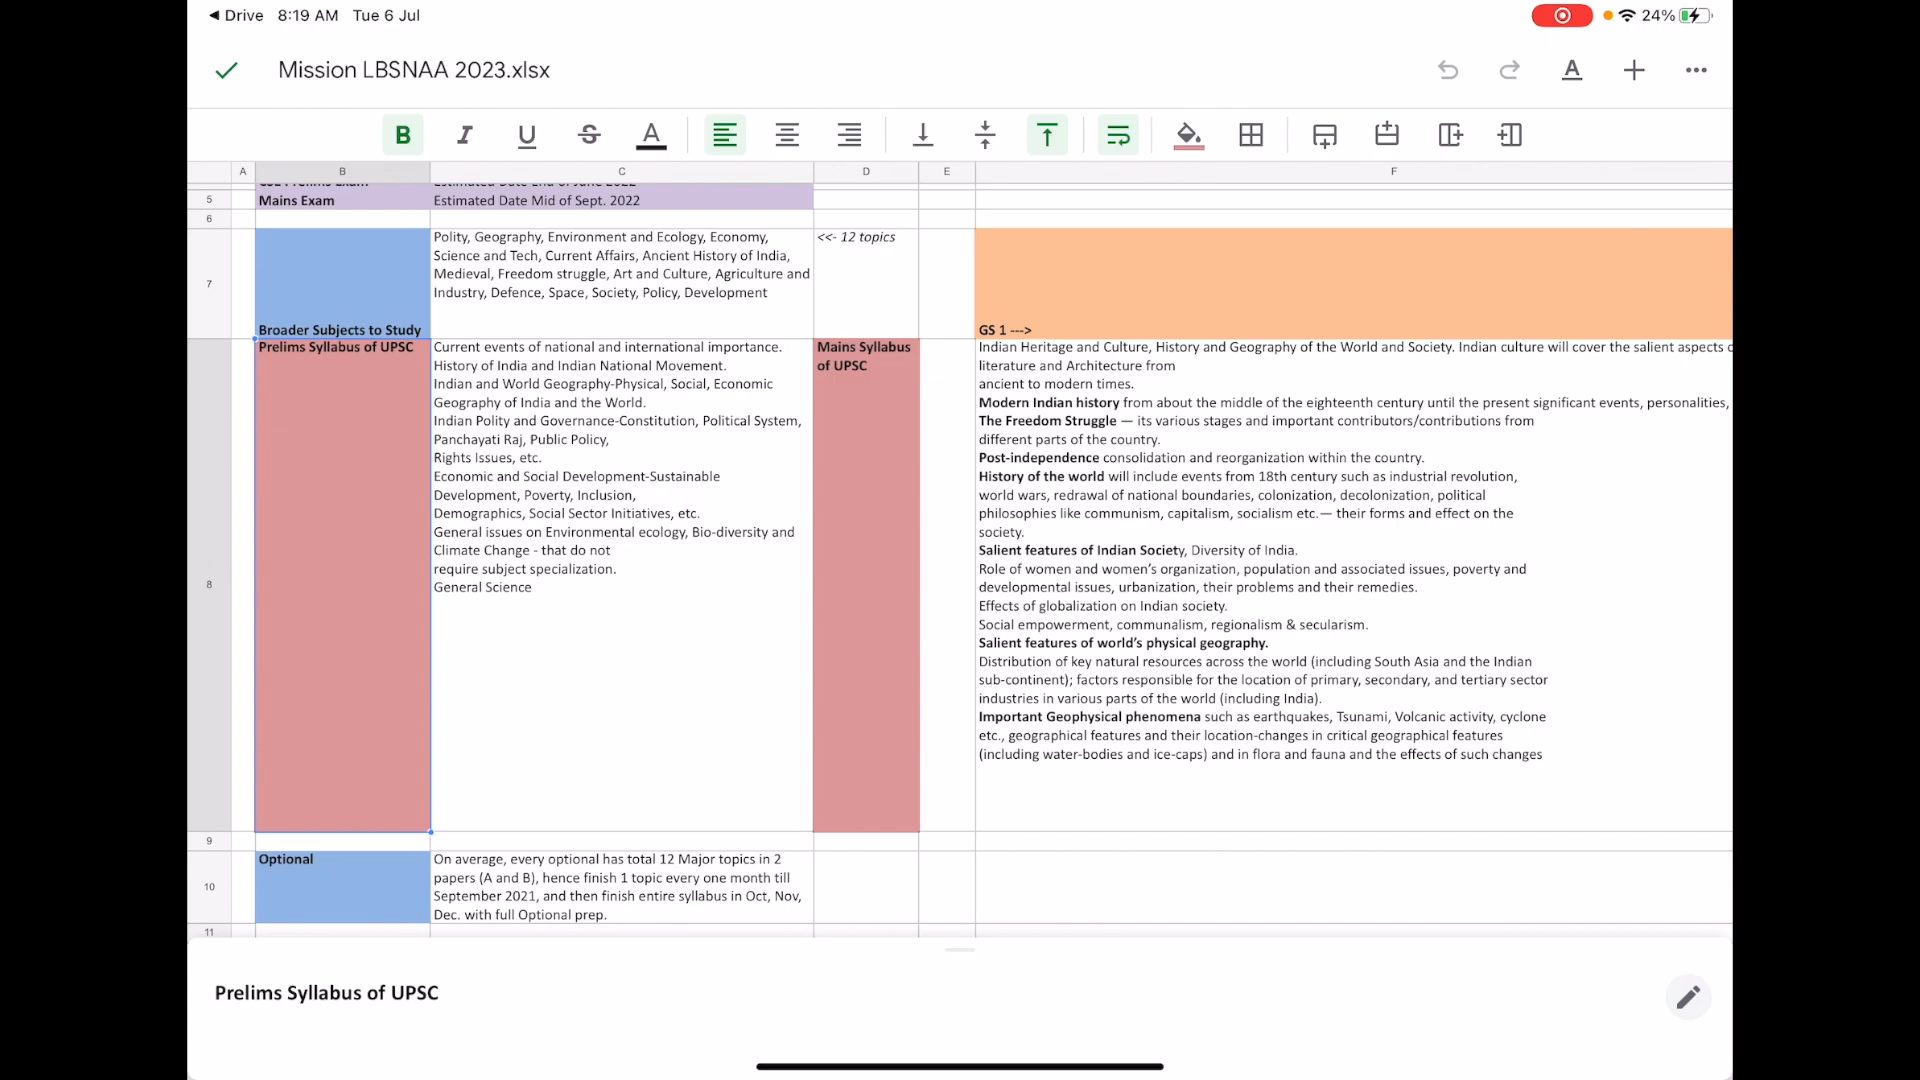 Drive 8:19 AM Tue 6 Jul
24%
Mission LBSNAA 2023.xlsx
B I U S A
A B C D E F
5
Mains Exam
Estimated Date Mid of Sept. 2022
6
7
Broader Subjects to Study
Polity, Geography, Environment and Ecology, Economy,
Science and Tech, Current Affairs, Ancient History of India,
Medieval, Freedom struggle, Art and Culture, Agriculture and
Industry, Defence, Space, Society, Policy, Development
<<- 12 topics
GS 1 --->
8
Prelims Syllabus of UPSC
Current events of national and international importance.
History of India and Indian National Movement.
Indian and World Geography-Physical, Social, Economic
Geography of India and the World.
Indian Polity and Governance-Constitution, Political System,
Panchayati Raj, Public Policy,
Rights Issues, etc.
Economic and Social Development-Sustainable
Development, Poverty, Inclusion,
Demographics, Social Sector Initiatives, etc.
General issues on Environmental ecology, Bio-diversity and
Climate Change - that do not
require subject specialization.
General Science
Mains Syllabus
of UPSC
Indian Heritage and Culture, History and Geography of the World and Society. Indian culture will cover the salient aspects
literature and Architecture from
ancient to modern times.
Modern Indian history from about the middle of the eighteenth century until the present significant events, personalities,
The Freedom Struggle — its various stages and important contributors/contributions from
different parts of the country.
Post-independence consolidation and reorganization within the country.
History of the world will include events from 18th century such as industrial revolution,
world wars, redrawal of national boundaries, colonization, decolonization, political
philosophies like communism, capitalism, socialism etc.— their forms and effect on the
society.
Salient features of Indian Society, Diversity of India.
Role of women and women’s organization, population and associated issues, poverty and
developmental issues, urbanization, their problems and their remedies.
Effects of globalization on Indian society.
Social empowerment, communalism, regionalism & secularism.
Salient features of world’s physical geography.
Distribution of key natural resources across the world (including South Asia and the Indian
sub-continent); factors responsible for the location of primary, secondary, and tertiary sector
industries in various parts of the world (including India).
Important Geophysical phenomena such as earthquakes, Tsunami, Volcanic activity, cyclone
etc., geographical features and their location-changes in critical geographical features
(including water-bodies and ice-caps) and in flora and fauna and the effects of such changes
9
10
Optional
On average, every optional has total 12 Major topics in 2
papers (A and B), hence finish 1 topic every one month till
September 2021, and then finish entire syllabus in Oct, Nov,
Dec. with full Optional prep.
11
Prelims Syllabus of UPSC